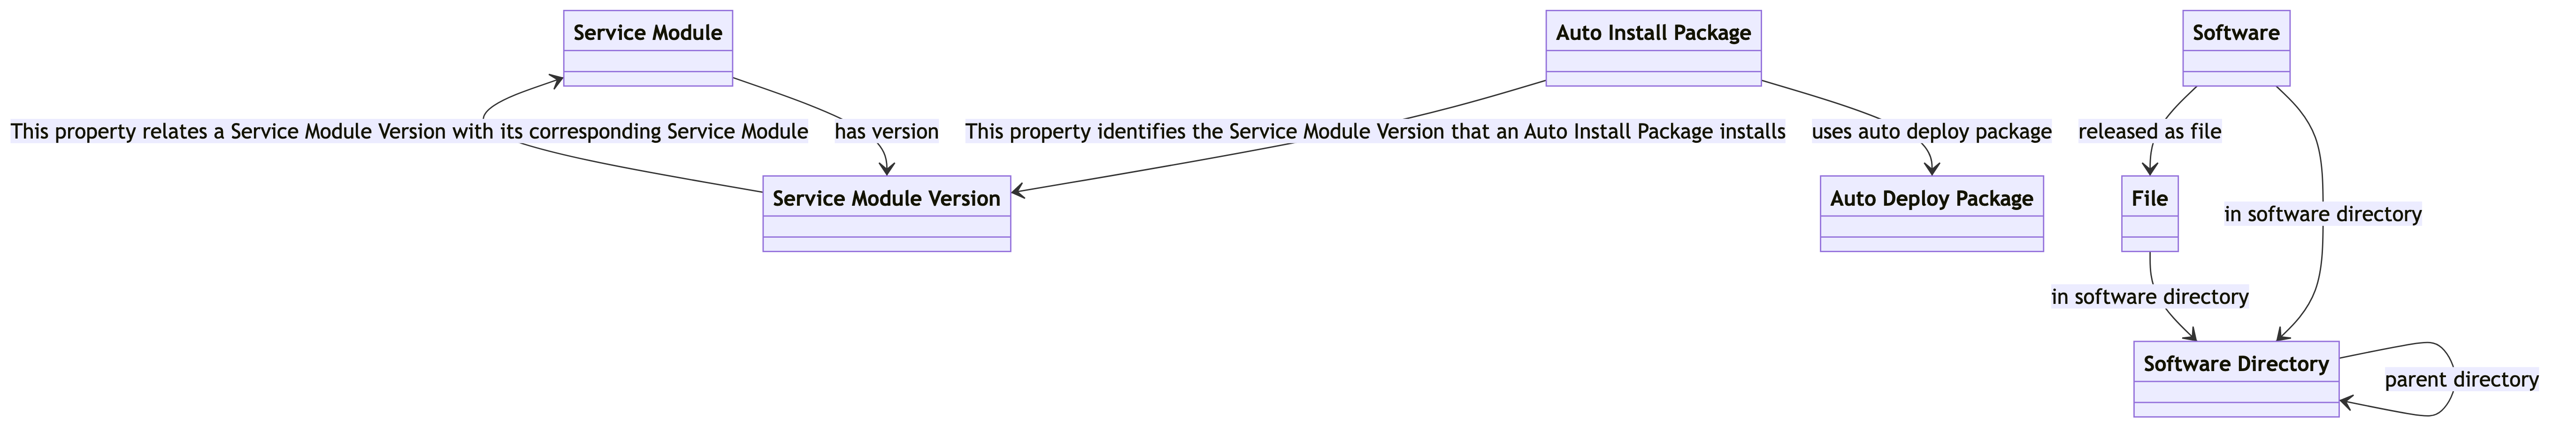 Service Module
Auto Install Package
Software
This property relates a Service Module Version with its corresponding Service Module
has version
This property identifies the Service Module Version that an Auto Install Package installs
uses auto deploy package
released as file
Service Module Version
Auto Deploy Package
File
in software directory
in software directory
Software Directory
parent directory